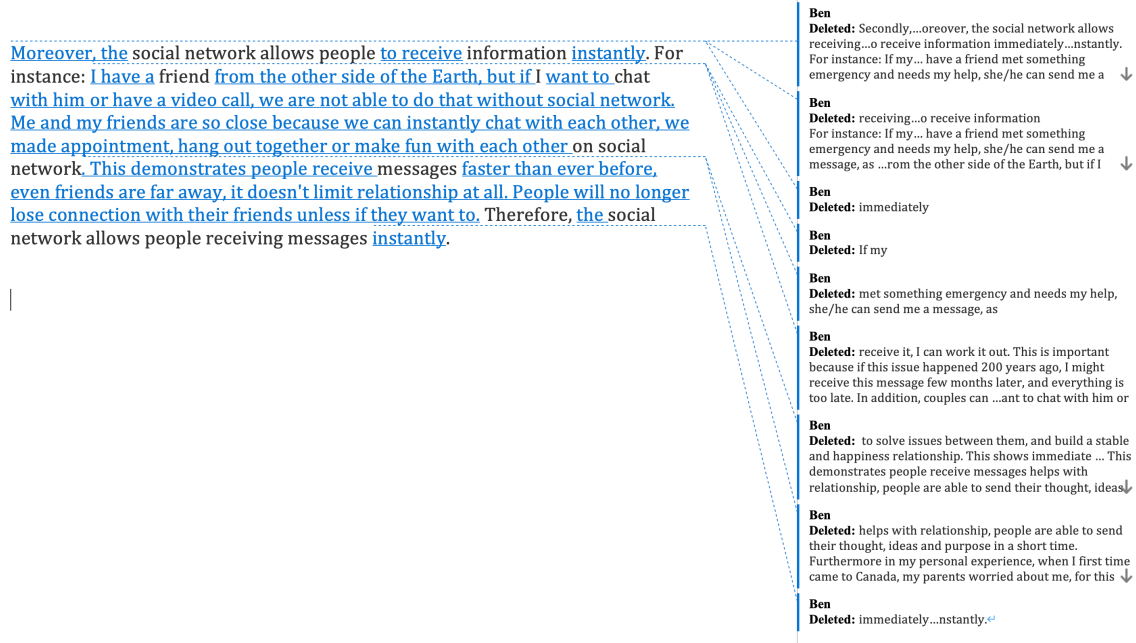 Moreover, the social network allows people to receive information instantly. For
instance: I have a friend from the other side of the Earth, but if I want to chat
with him or have a video call, we are not able to do that without social network.
Me and my friends are so close because we can instantly chat with each other, we
made appointment, hang out together or make fun with each other on social
network. This demonstrates people receive messages faster than ever before,
even friends are far away, it doesn't limit relationship at all. People will no longer
lose connection with their friends unless if they want to. Therefore, the social
network allows people receiving messages instantly.
Ben
Deleted: Secondly,...oreover, the social network allows
receiving...o receive information immediately...nstantly.
For instance: If my... have a friend met something
emergency and needs my help, she/he can send me a
Ben
Deleted: receiving...o receive information
For instance: If my... have a friend met something
emergency and needs my help, she/he can send me a
message, as ...rom the other side of the Earth, but if I
Ben
Deleted: immediately
Ben
Deleted: If my
Ben
Deleted: met something emergency and needs my help,
she/he can send me a message, as
Ben
Deleted: receive it, I can work it out. This is important
because if this issue happened 200 years ago, I might
receive this message few months later, and everything is
too late. In addition, couples can ...ant to chat with him or
Ben
Deleted: to solve issues between them, and build a stable
and happiness relationship. This shows immediate ... This
demonstrates people receive messages helps with
relationship, people are able to send their thought, ideas
Ben
Deleted: helps with relationship, people are able to send
their thought, ideas and purpose in a short time.
Furthermore in my personal experience, when I first time
came to Canada, my parents worried about me, for this
Ben
Deleted: immediately...nstantly.